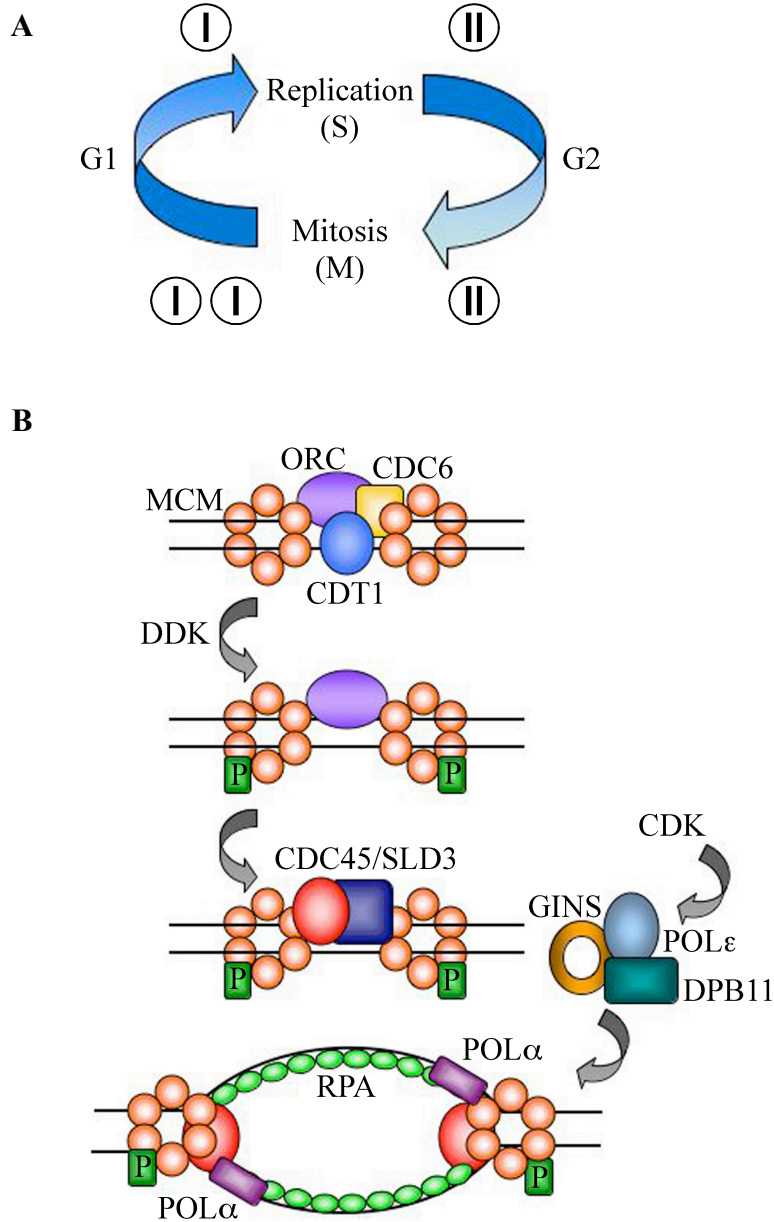 A
I
II
Replication
(S)
G1
G2
Mitosis
(M)
I I
II
B
ORC
CDC6
MCM
CDT1
DDK
P
P
CDK
CDC45/SLD3
GINS
POLε
P
P
DPB11
POLα
RPA
P
P
POLα